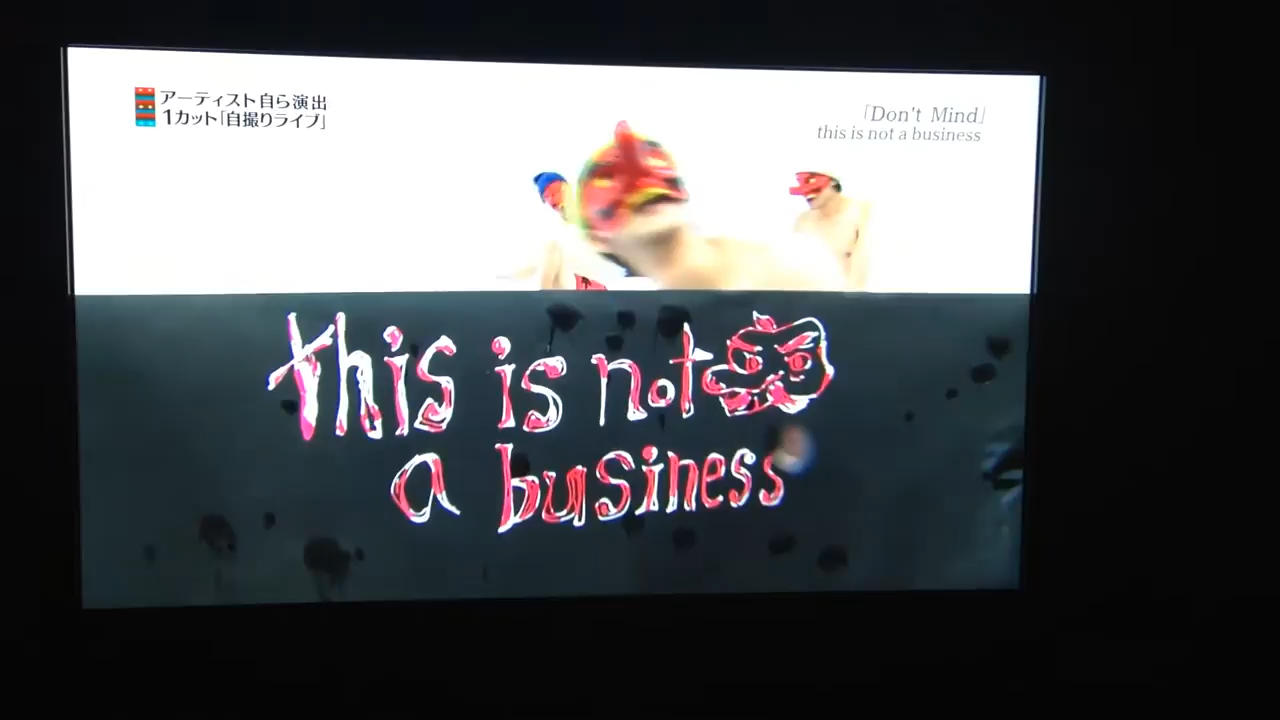 アーティスト自ら演出
1カット「自撮りライブ」
「Don't Mind」
this is not a business
this is not
a business